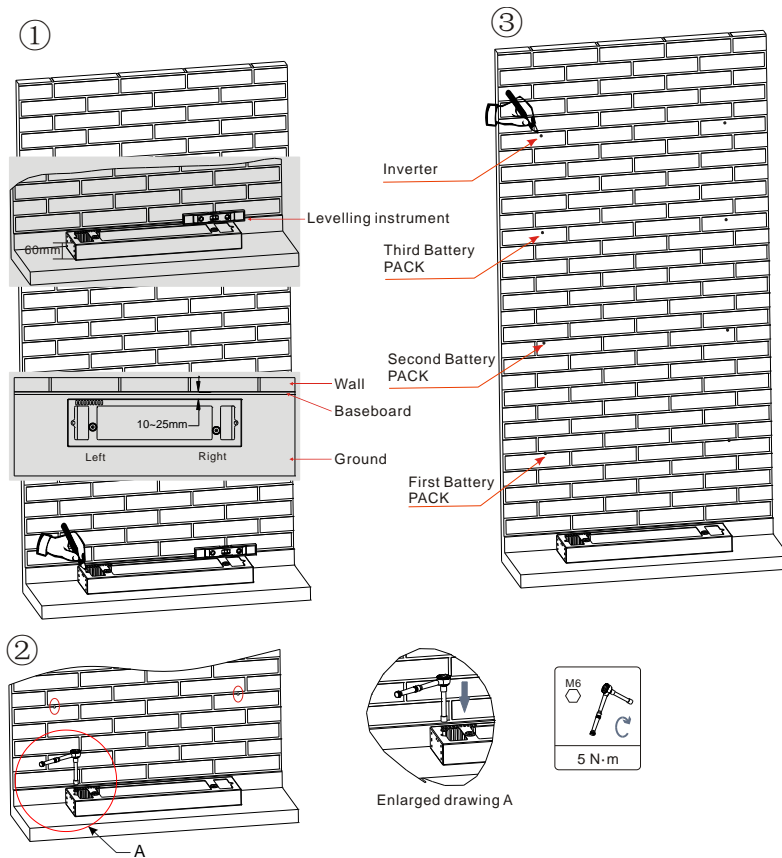 ①
Levelling instrument
60mm
Wall
Baseboard
10~25mm
Left
Right
Ground
③
Inverter
Third Battery
PACK
Second Battery
PACK
First Battery
PACK
②
A
Enlarged drawing A
M6
5 N·m